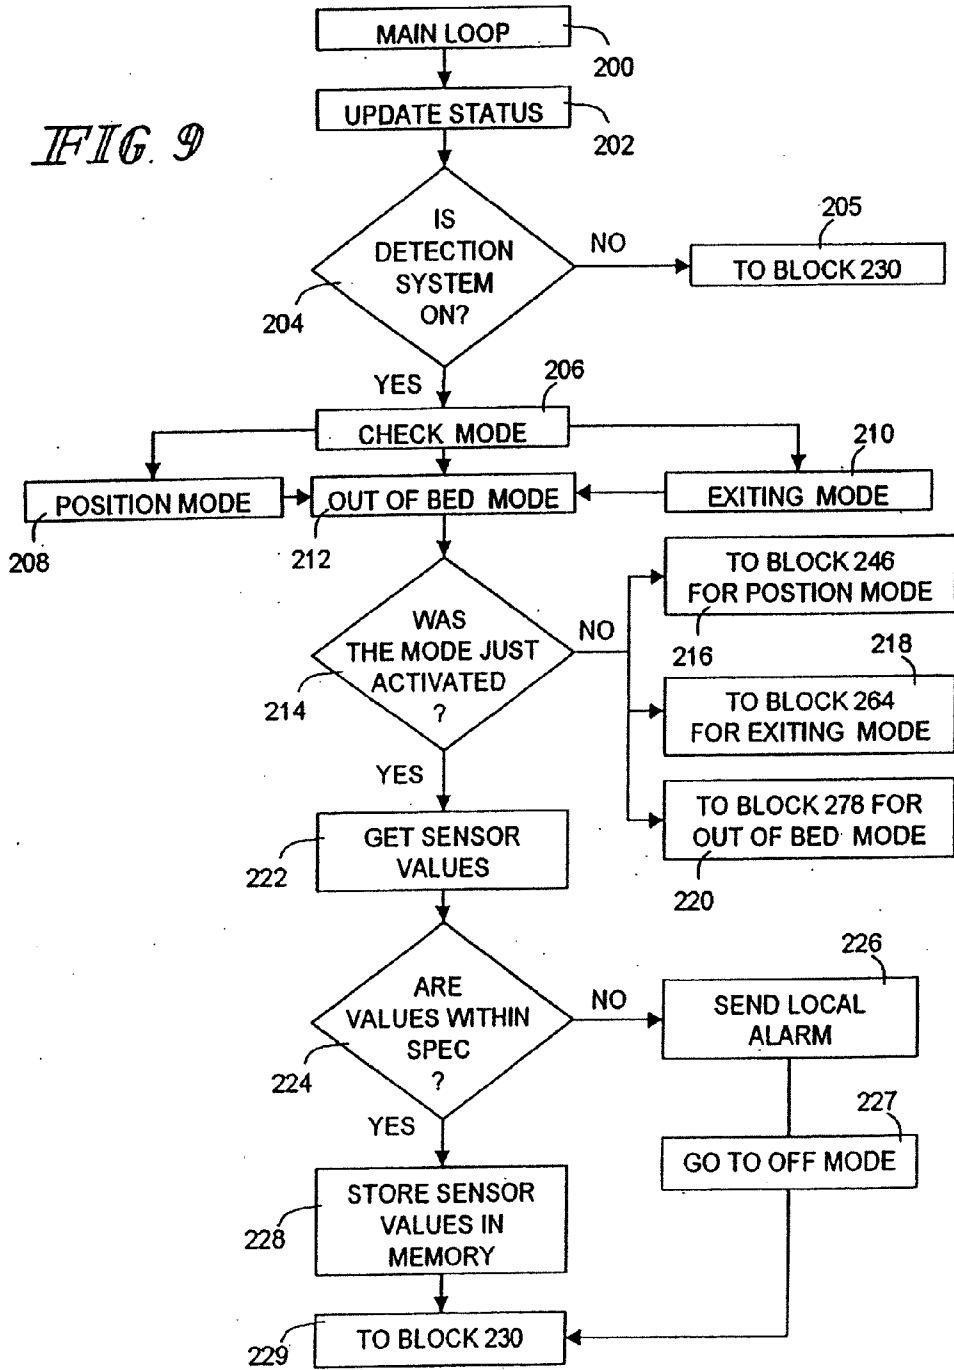 FIG. 9
MAIN LOOP
200
UPDATE STATUS
202
IS
DETECTION
SYSTEM
ON?
204
NO
205
TO BLOCK 230
YES
206
CHECK MODE
POSITION MODE
208
OUT OF BED MODE
212
210
EXITING MODE
WAS
THE MODE JUST
ACTIVATED
?
214
NO
TO BLOCK 246
FOR POSTION MODE
216
218
TO BLOCK 264
FOR EXITING MODE
TO BLOCK 278 FOR
OUT OF BED MODE
220
YES
GET SENSOR
VALUES
222
ARE
VALUES WITHIN
SPEC
?
224
NO
226
SEND LOCAL
ALARM
227
GO TO OFF MODE
YES
STORE SENSOR
VALUES IN
MEMORY
228
TO BLOCK 230
229